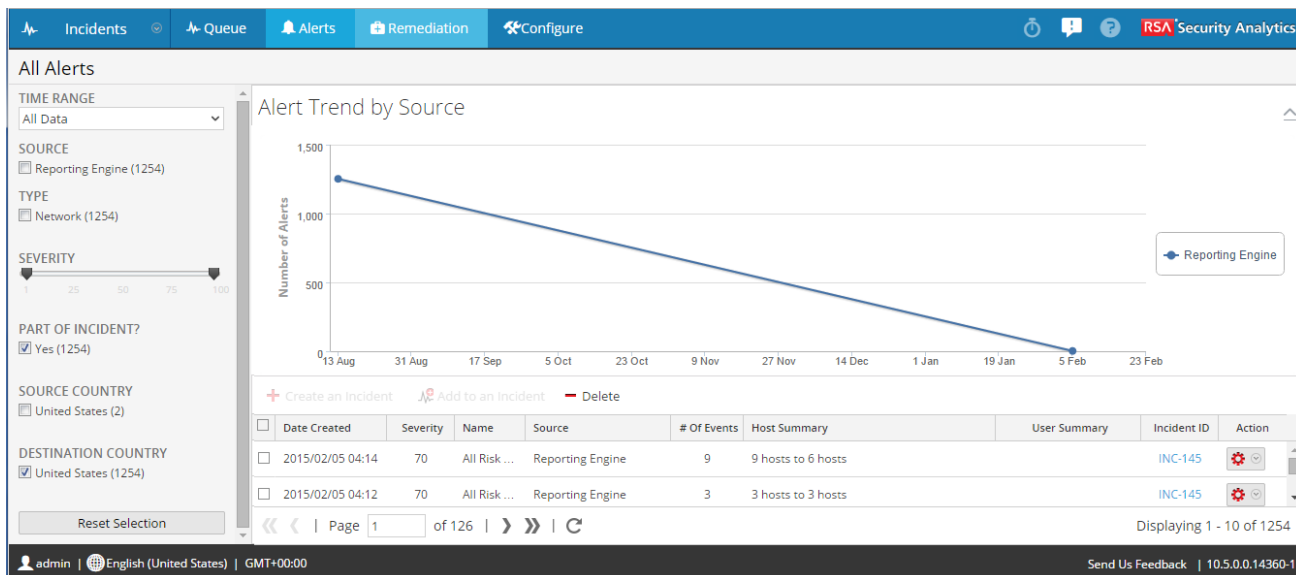 Incidents Queue Alerts Remediation Configure RSA Security Analytics
All Alerts
TIME RANGE
All Data
SOURCE
Reporting Engine (1254)
TYPE
Network (1254)
SEVERITY
1 25 50 75 100
PART OF INCIDENT?
Yes (1254)
SOURCE COUNTRY
United States (2)
DESTINATION COUNTRY
United States (1254)
Reset Selection
Alert Trend by Source
Number of Alerts
1,500
1,000
500
0
13 Aug 31 Aug 17 Sep 5 Oct 23 Oct 9 Nov 27 Nov 14 Dec 1 Jan 19 Jan 5 Feb 23 Feb
Reporting Engine
Create an Incident Add to an Incident Delete
Date Created Severity Name Source # Of Events Host Summary User Summary Incident ID Action
2015/02/05 04:14 70 All Risk ... Reporting Engine 9 9 hosts to 6 hosts INC-145
2015/02/05 04:12 70 All Risk ... Reporting Engine 3 3 hosts to 3 hosts INC-145
| Page 1 of 126 | | Displaying 1 - 10 of 1254
admin | English (United States) | GMT+00:00 Send Us Feedback | 10.5.0.0.14360-1